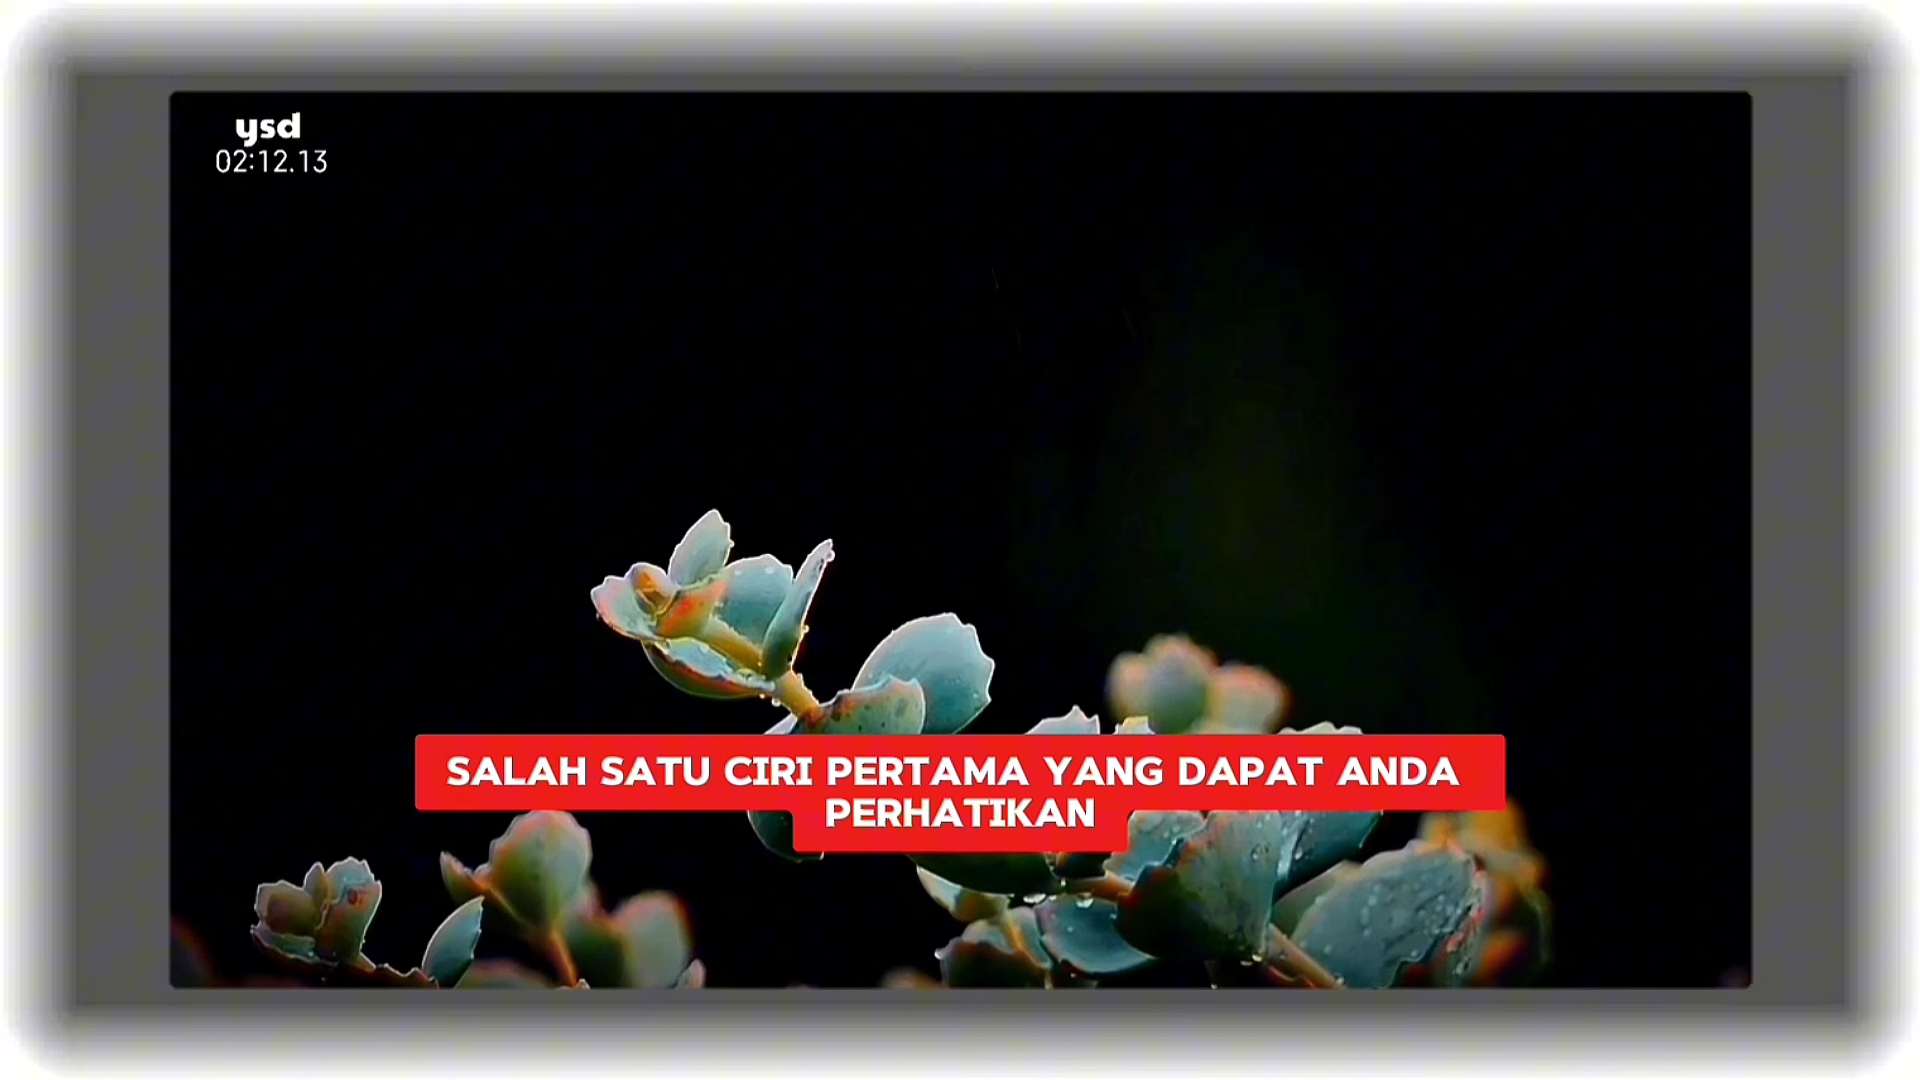 ysd
02:12.13
SALAH SATU CIRI PERTAMA YANG DAPAT ANDA
PERHATIKAN